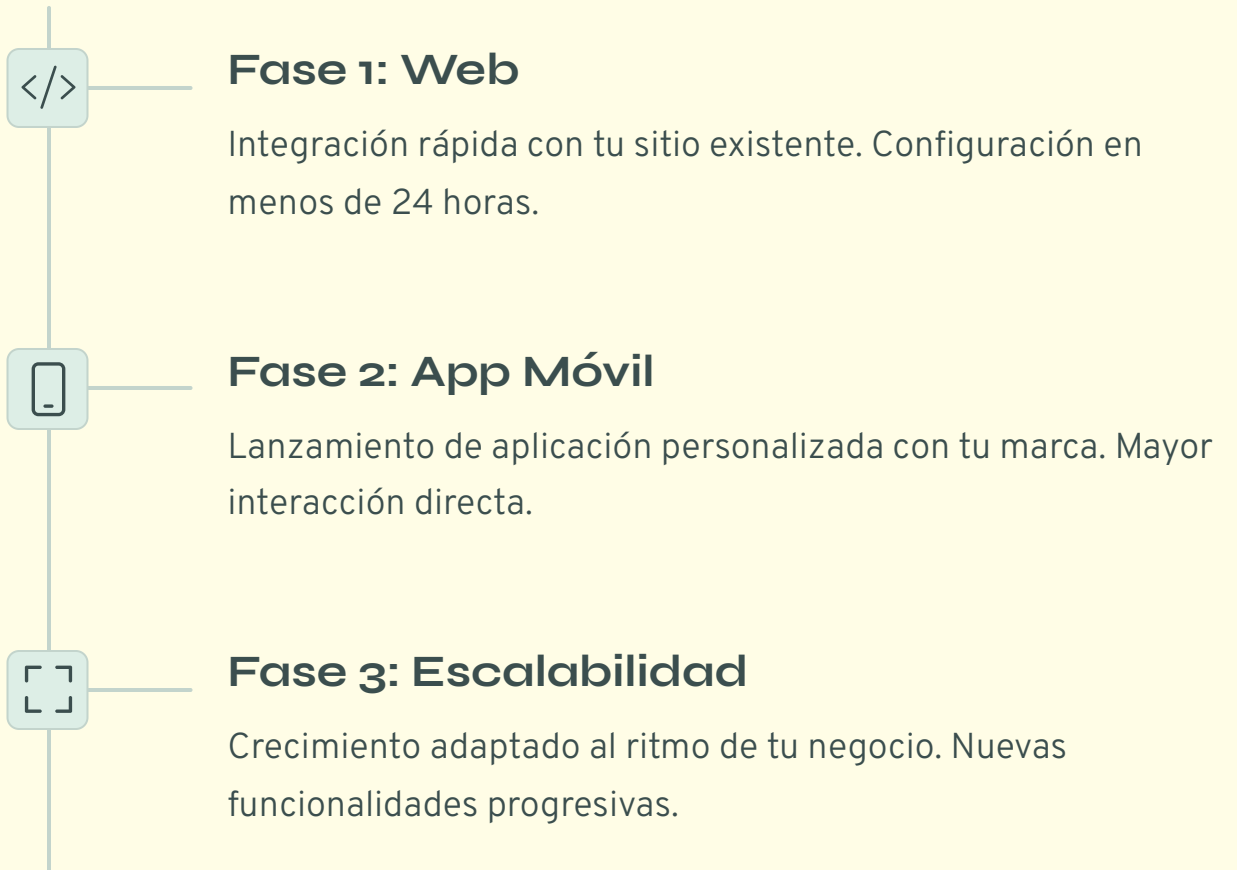 Fase 1: Web
Integración rápida con tu sitio existente. Configuración en
menos de 24 horas.
Fase 2: App Móvil
Lanzamiento de aplicación personalizada con tu marca. Mayor
interacción directa.
Fase 3: Escalabilidad
Crecimiento adaptado al ritmo de tu negocio. Nuevas
funcionalidades progresivas.